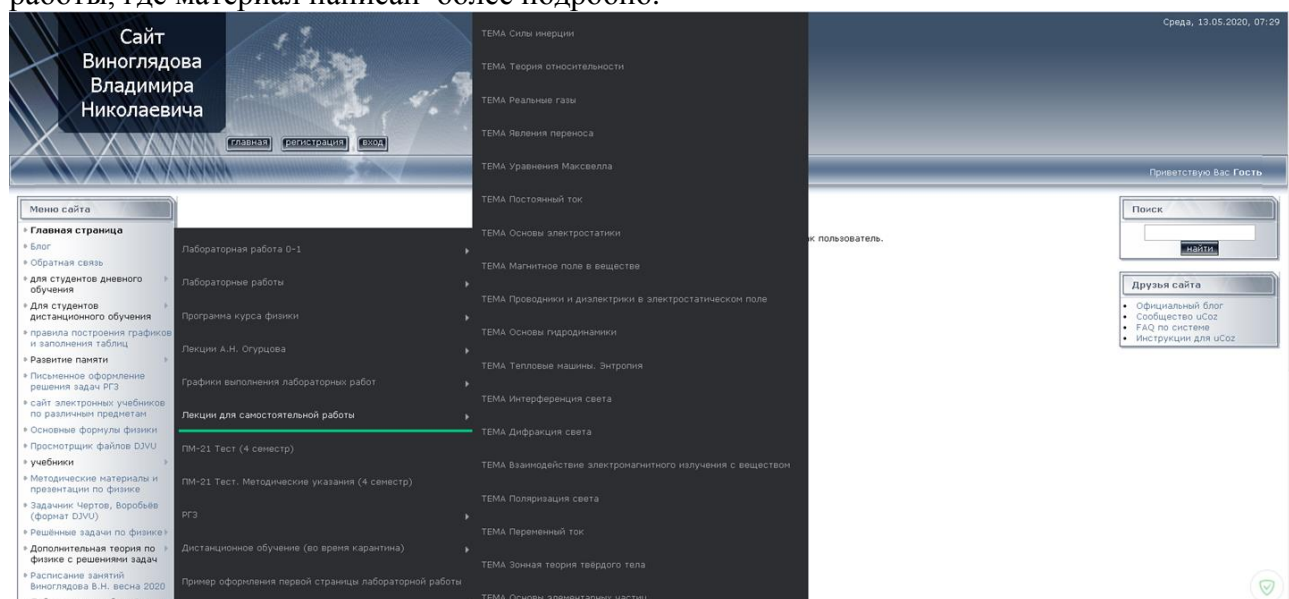 работы, где материал написан более подробно.
Сайт
Виноглядова
Владимира
Николаевича
главная регистрация вход
Среда, 13.05.2020, 07:29
Приветствую Вас Гость
Меню сайта
Главная страница
Блог
Обратная связь
для студентов дневного
обучения
Для студентов
дистанционного обучения
правила построения графиков
и заполнения таблиц
Развитие памяти
Письменное оформление
решения задач РГЗ
сайт электронных учебников
по различным предметам
Основные формулы физики
Просмотрщик файлов DJVU
учебники
Методические материалы и
презентации по физике
Задачник Чертов, Воробьёв
(формат DJVU)
Решённые задачи по физике
Дополнительная теория по
физике с решениями задач
Расписание занятий
Виноглядова В.Н. весна 2020
Лабораторная работа 0-1
Лабораторные работы
Программа курса физики
Лекции А.Н. Огурцова
Графики выполнения лабораторных работ
Лекции для самостоятельной работы
ПМ-21 Тест (4 семестр)
ПМ-21 Тест. Методические указания (4 семестр)
РГЗ
Дистанционное обучение (во время карантина)
Пример оформления первой страницы лабораторной работы
ТЕМА Силы инерции
ТЕМА Теория относительности
ТЕМА Реальные газы
ТЕМА Явления переноса
ТЕМА Уравнения Максвелла
ТЕМА Постоянный ток
ТЕМА Основы электростатики
ТЕМА Магнитное поле в веществе
ТЕМА Проводники и диэлектрики в электростатическом поле
ТЕМА Основы гидродинамики
ТЕМА Тепловые машины. Энтропия
ТЕМА Интерференция света
ТЕМА Дифракция света
ТЕМА Взаимодействие электромагнитного излучения с веществом
ТЕМА Поляризация света
ТЕМА Переменный ток
ТЕМА Зонная теория твёрдого тела
ТЕМА Основы элементарных частиц
к пользователь.
Поиск
найти
Друзья сайта
Официальный блог
Сообщество uCoz
FAQ по системе
Инструкции для uCoz